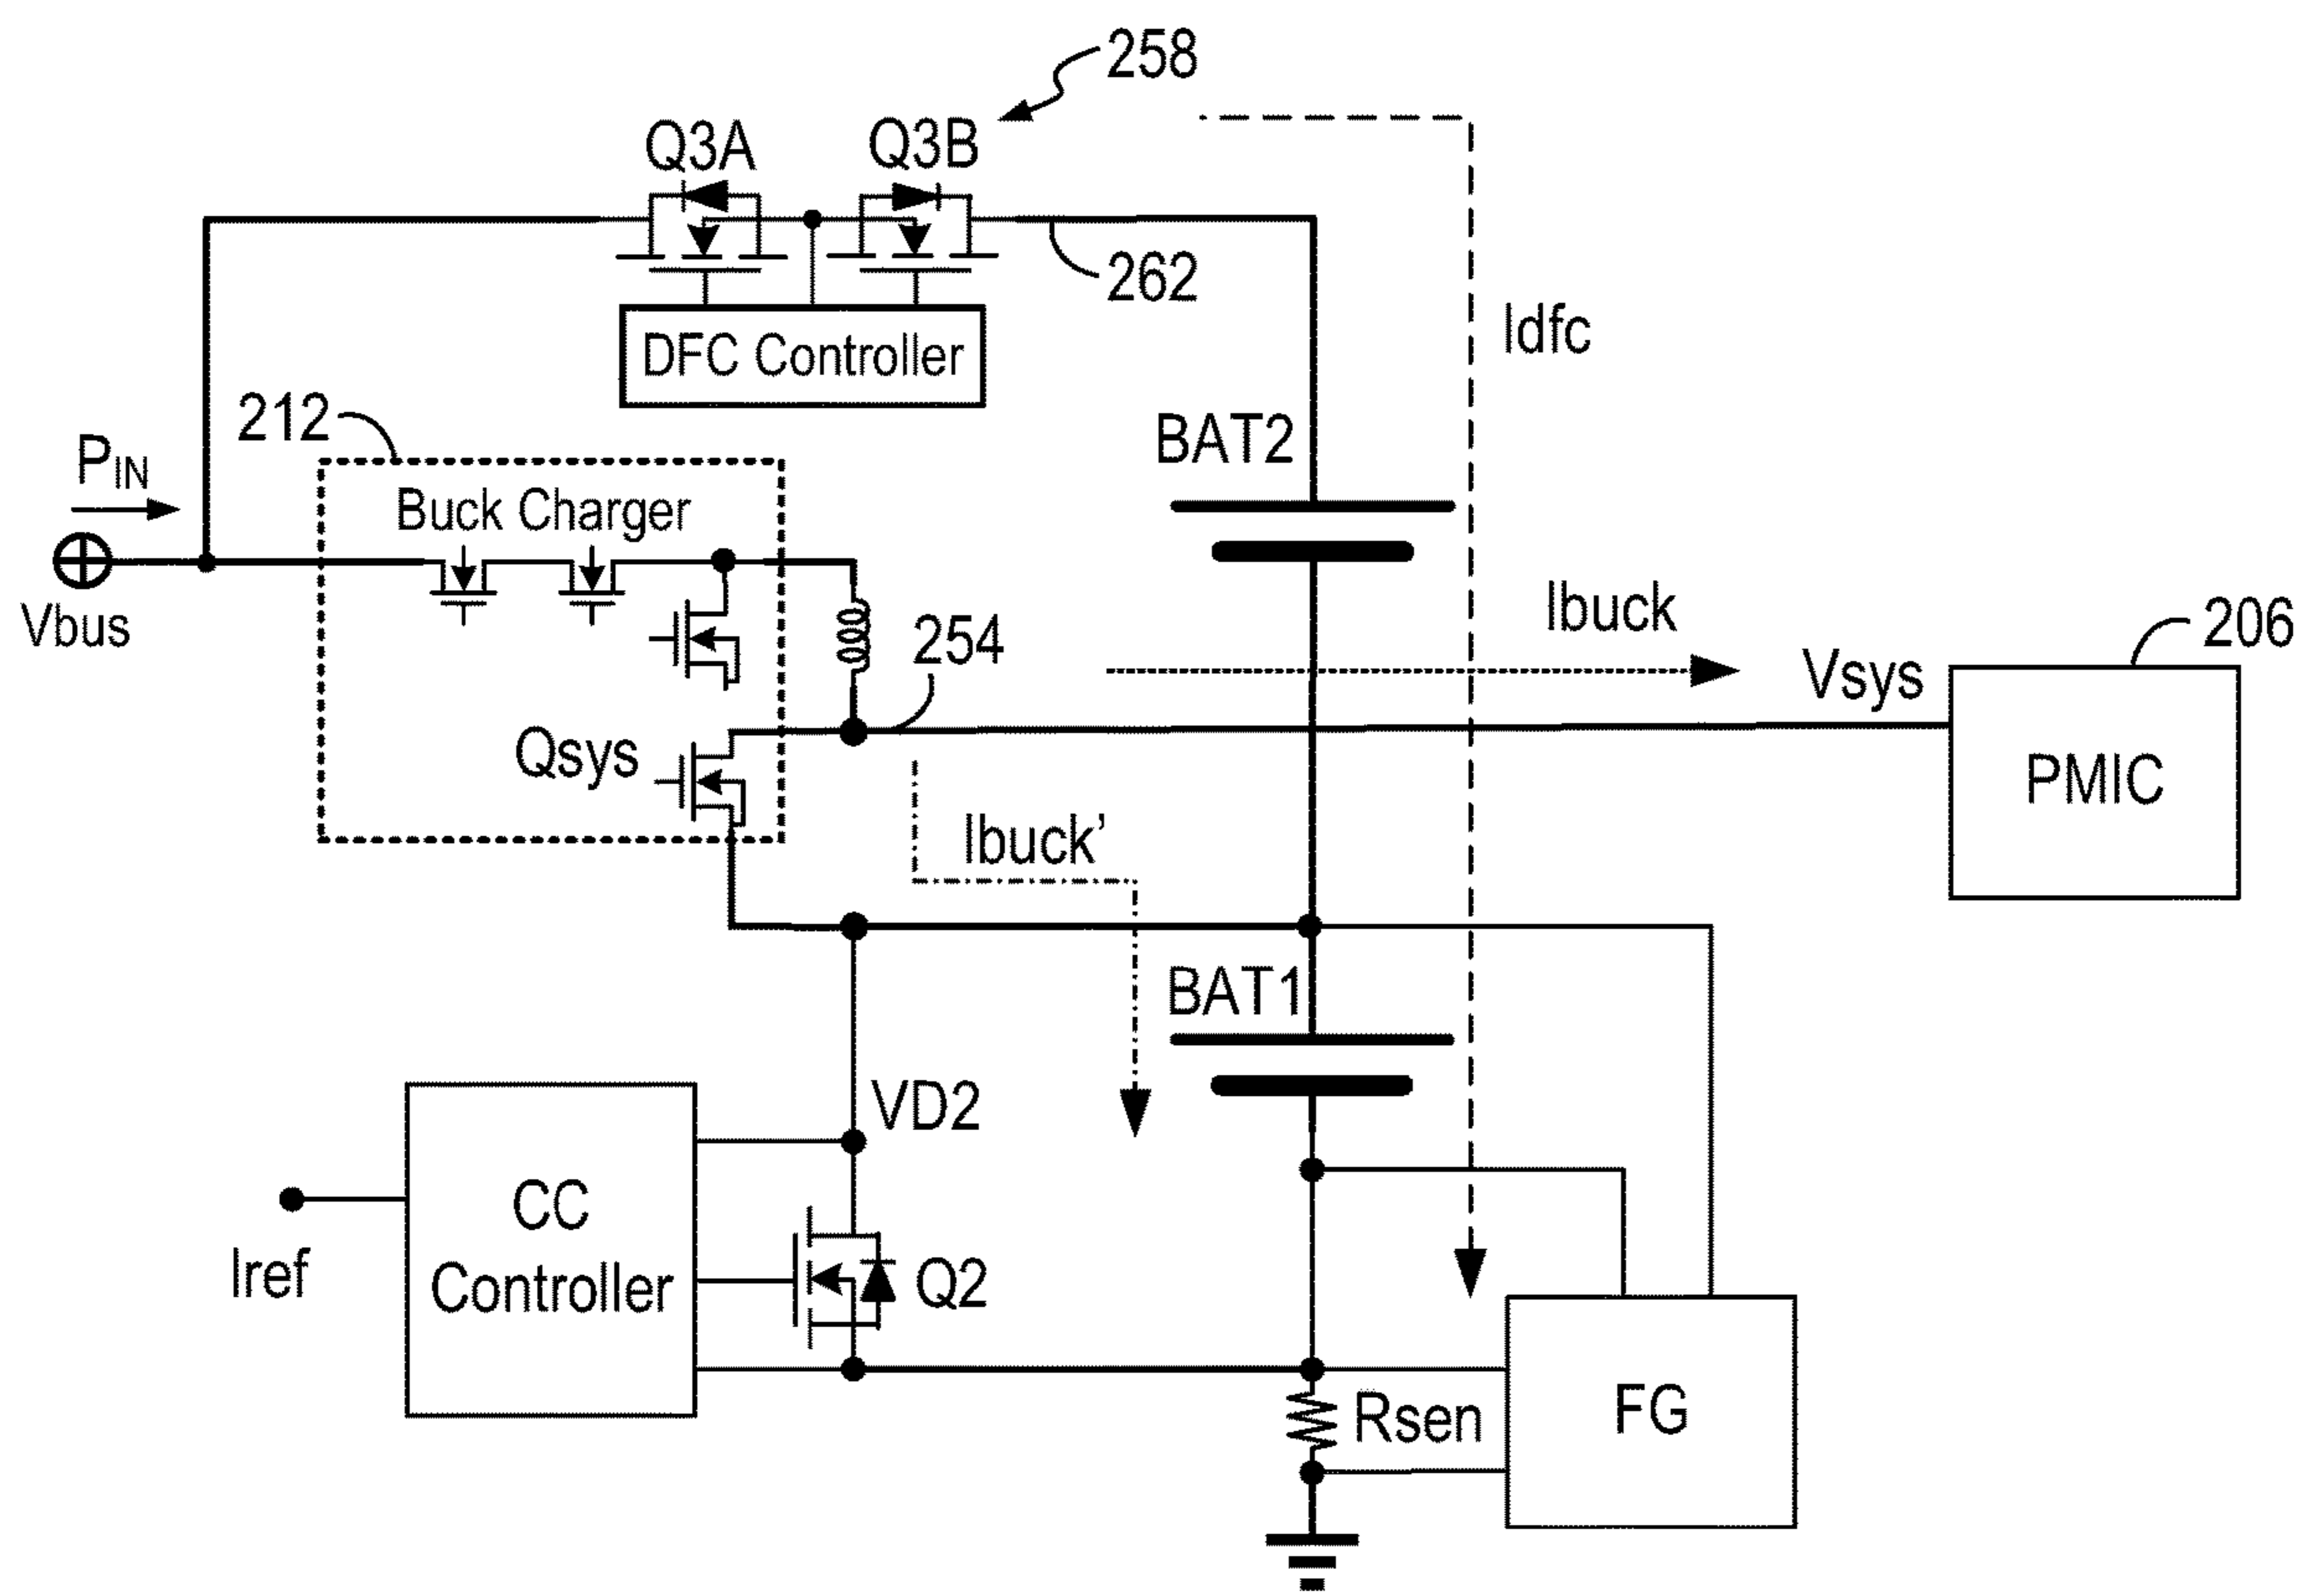 258
Q3A
Q3B
262
DFC Controller
Idfc
212
PIN
Buck Charger
BAT2
Vbus
254
Ibuck
206
Vsys
Qsys
PMIC
Ibuck’
BAT1
VD2
CC
Controller
Iref
Q2
Rsen
FG